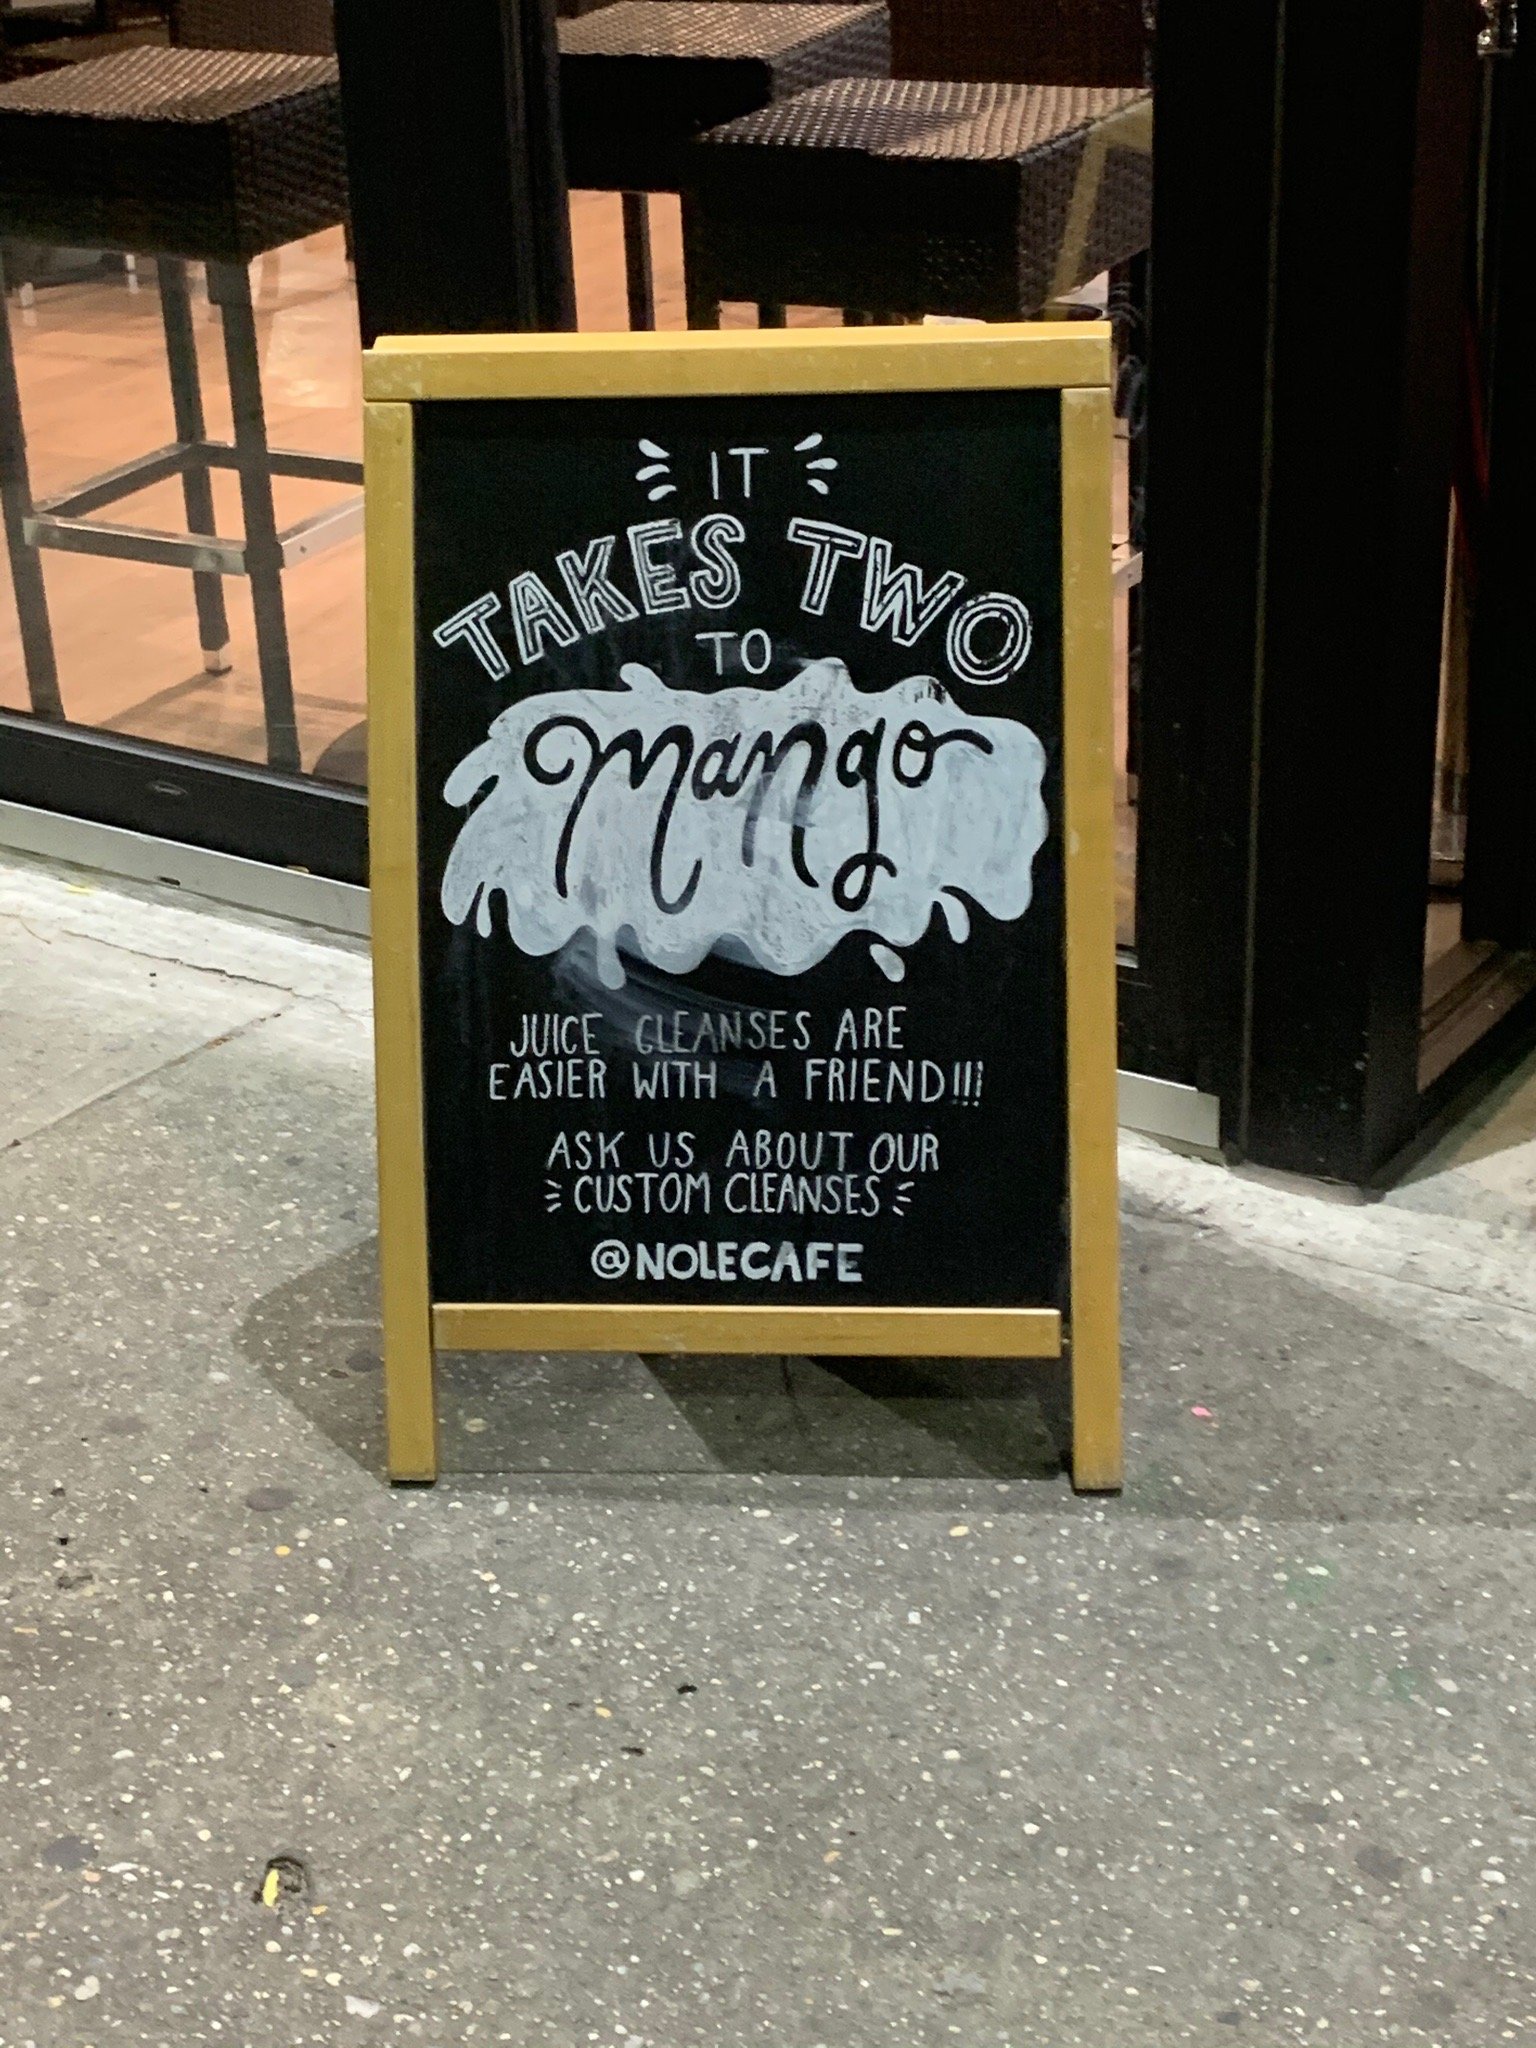 IT
TAKES TWO
TO
mango
JUICE CLEANSES ARE
EASIER WITH A FRIEND!!!
ASK US ABOUT OUR
CUSTOM CLEANSES
@NOLECAFE